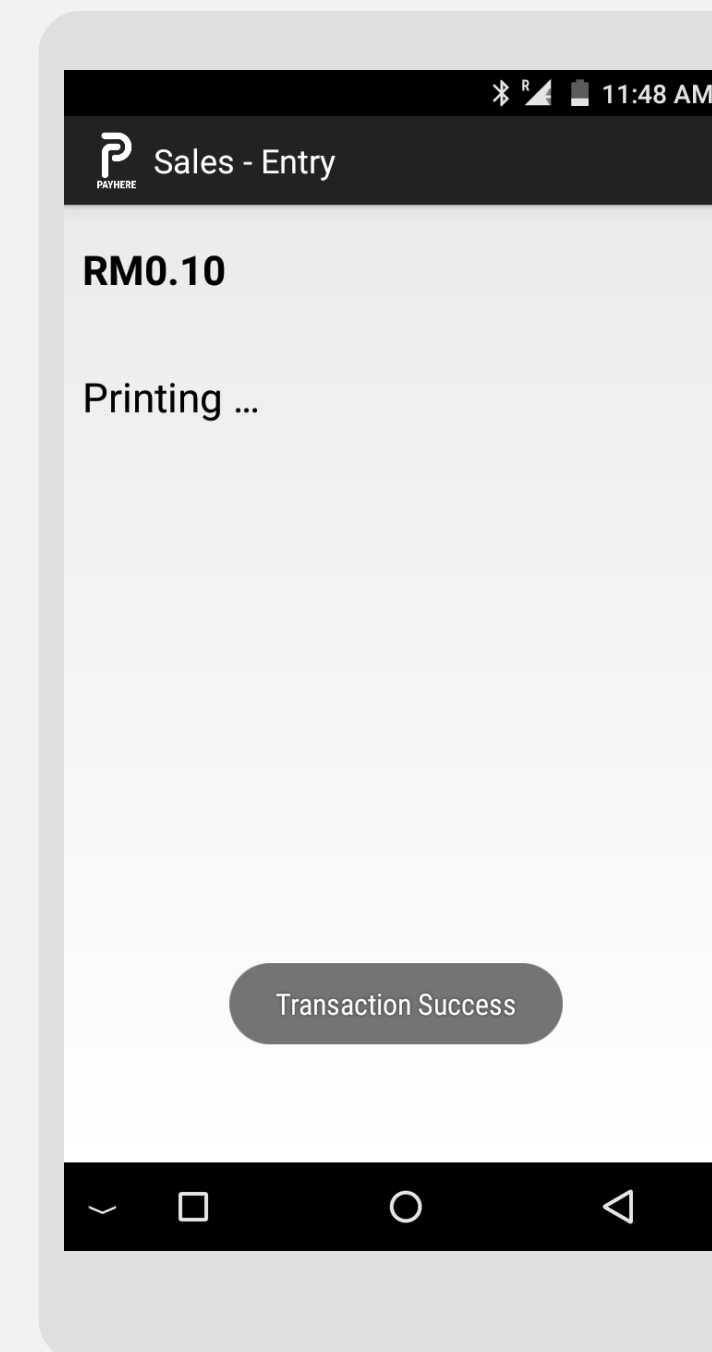 R
11:48 AM
PAYHERE
Sales - Entry
RM0.10
Printing ...
Transaction Success